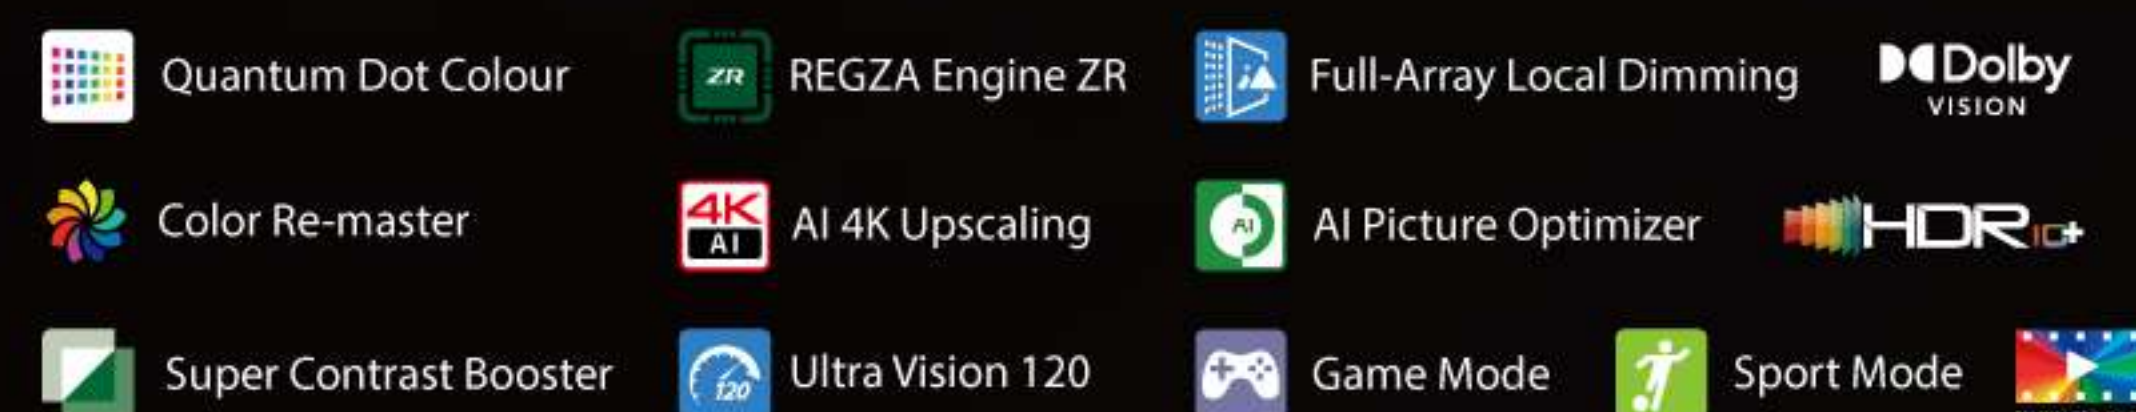 Quantum Dot Colour ZR REGZA Engine ZR Full-Array Local Dimming Dolby
VISION
Color Re-master 4K AI AI 4K Upscaling AI AI Picture Optimizer HDR10+
Super Contrast Booster 120 Ultra Vision 120 Game Mode Sport Mode